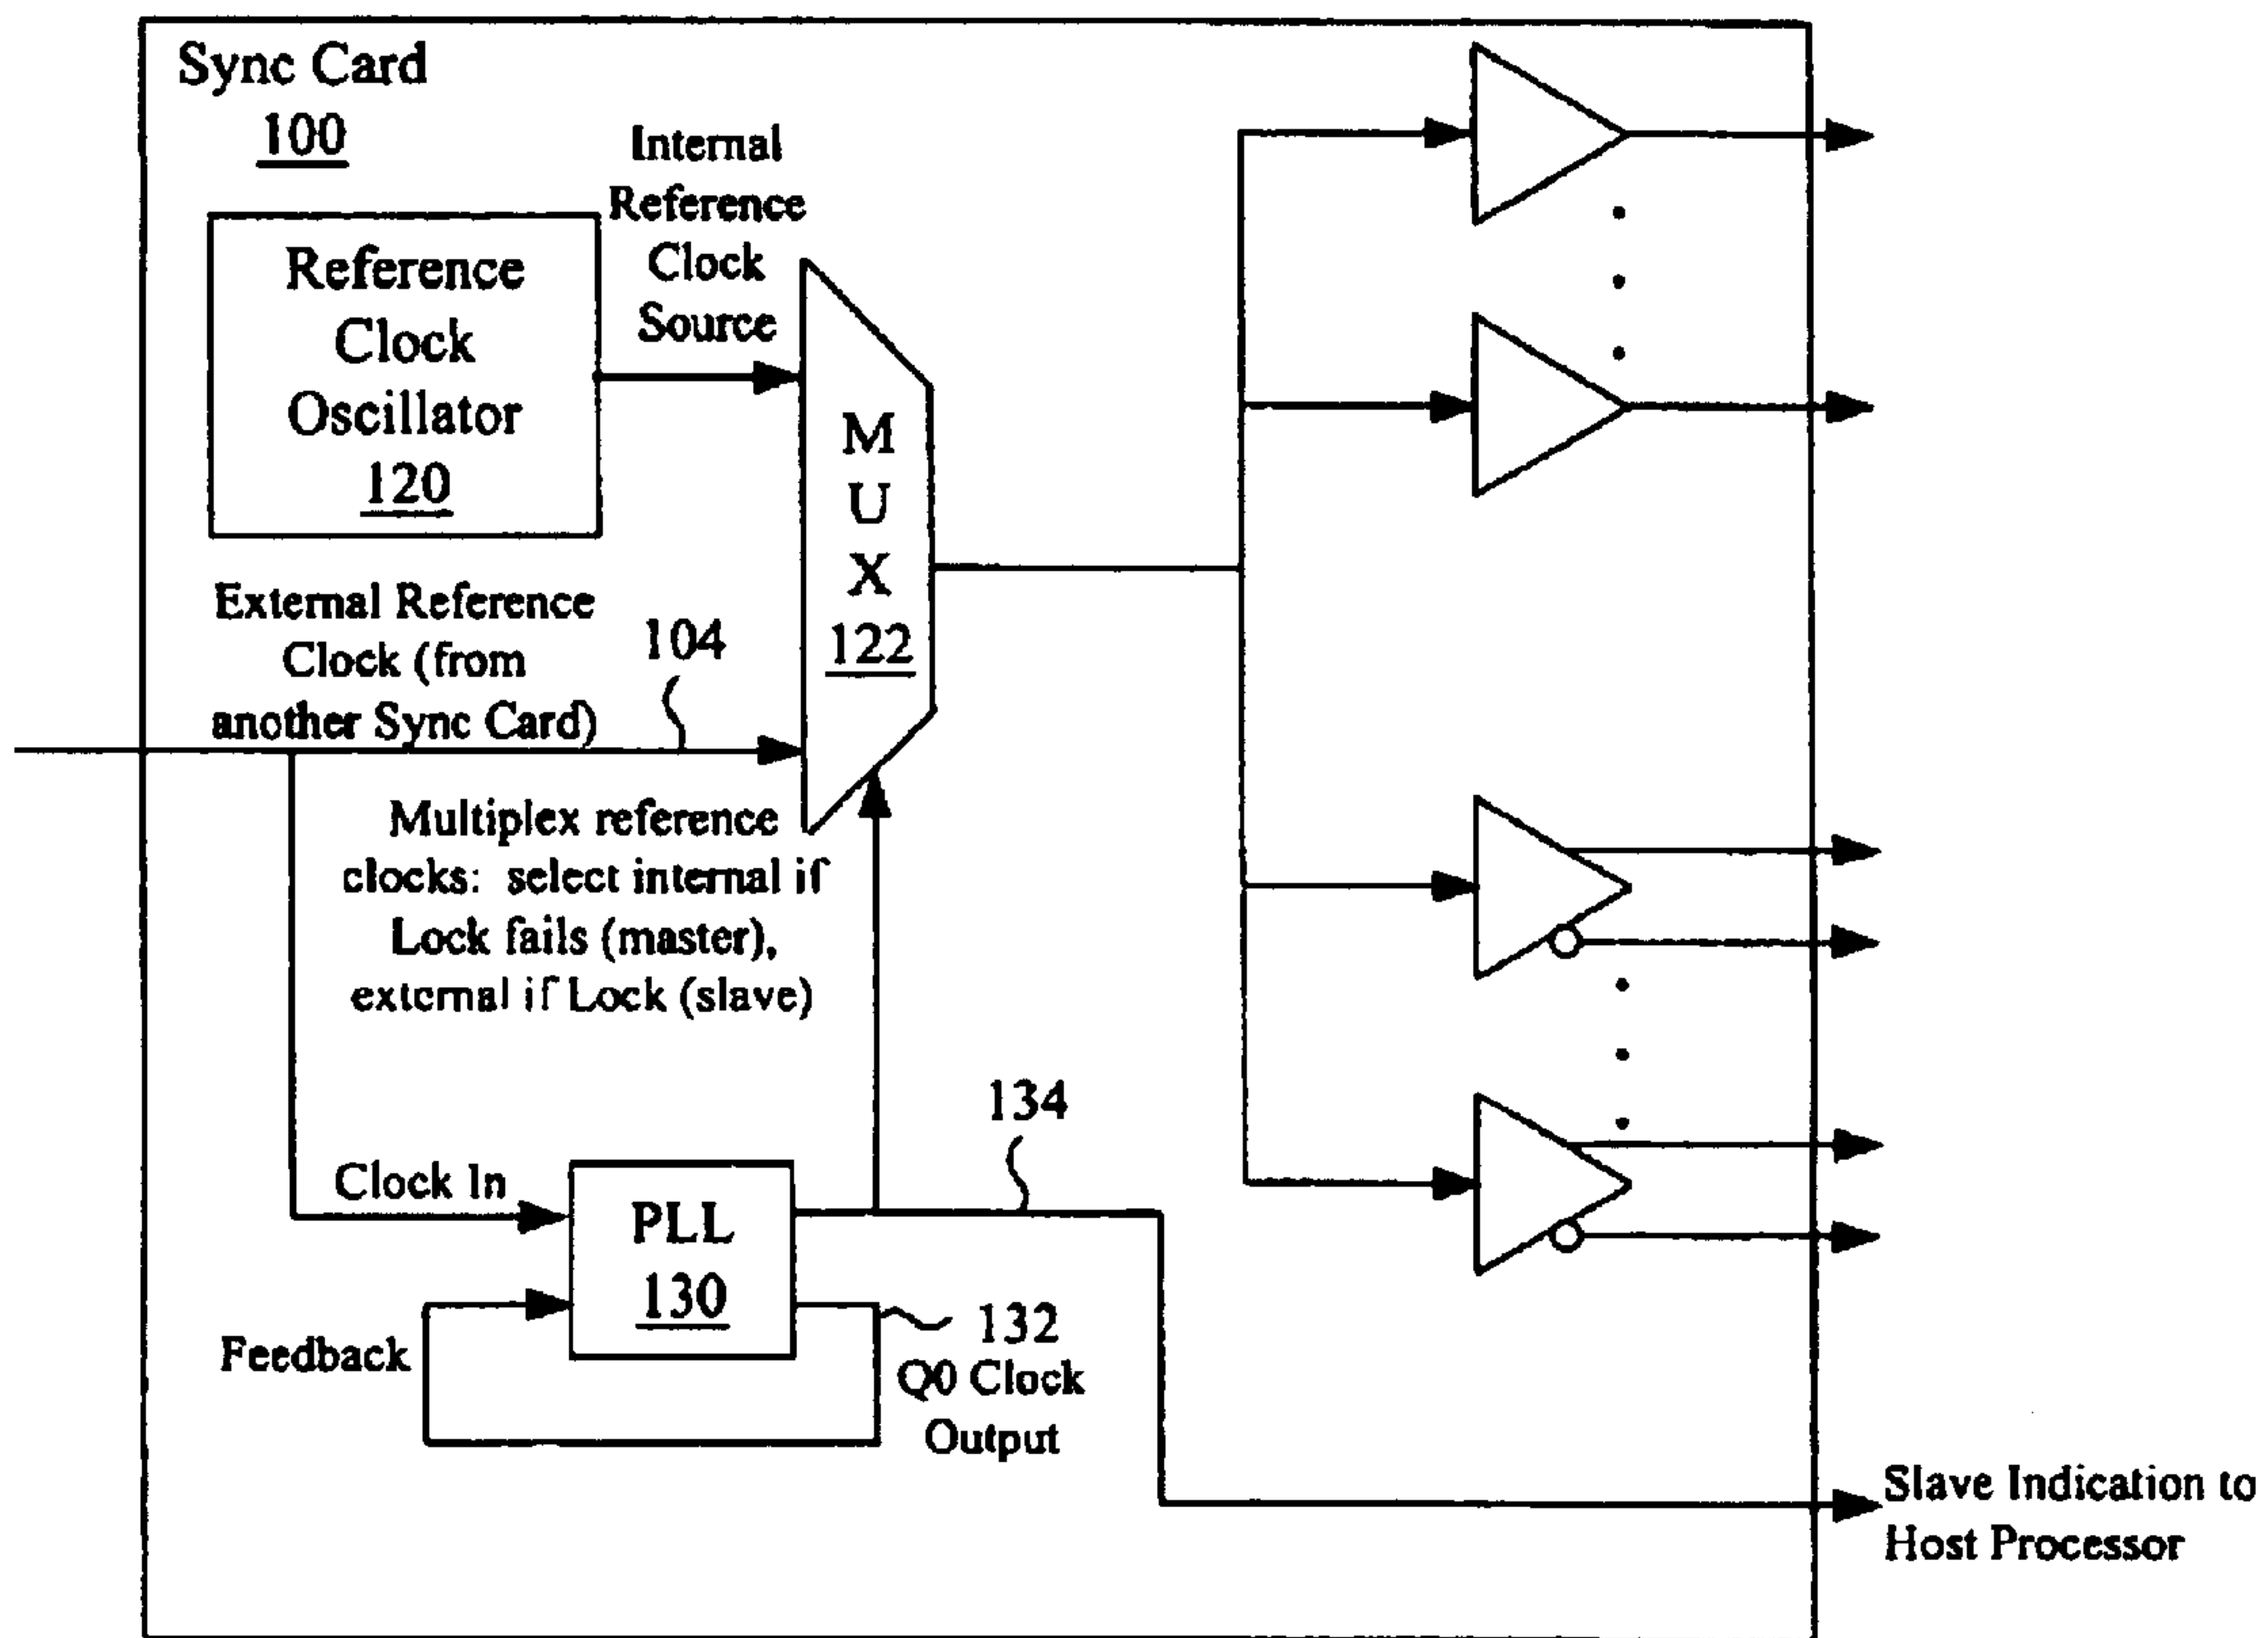 Sync Card
100
Internal
Reference
Clock
Source
Reference
Clock
Oscillator
120
M
U
X
122
External Reference
Clock (from
another Sync Card)
104
Multiplex reference
clocks: select internal if
Lock fails (master),
external if Lock (slave)
134
Clock In
PLL
130
Feedback
132
Q0 Clock
Output
Slave Indication to
Host Processor